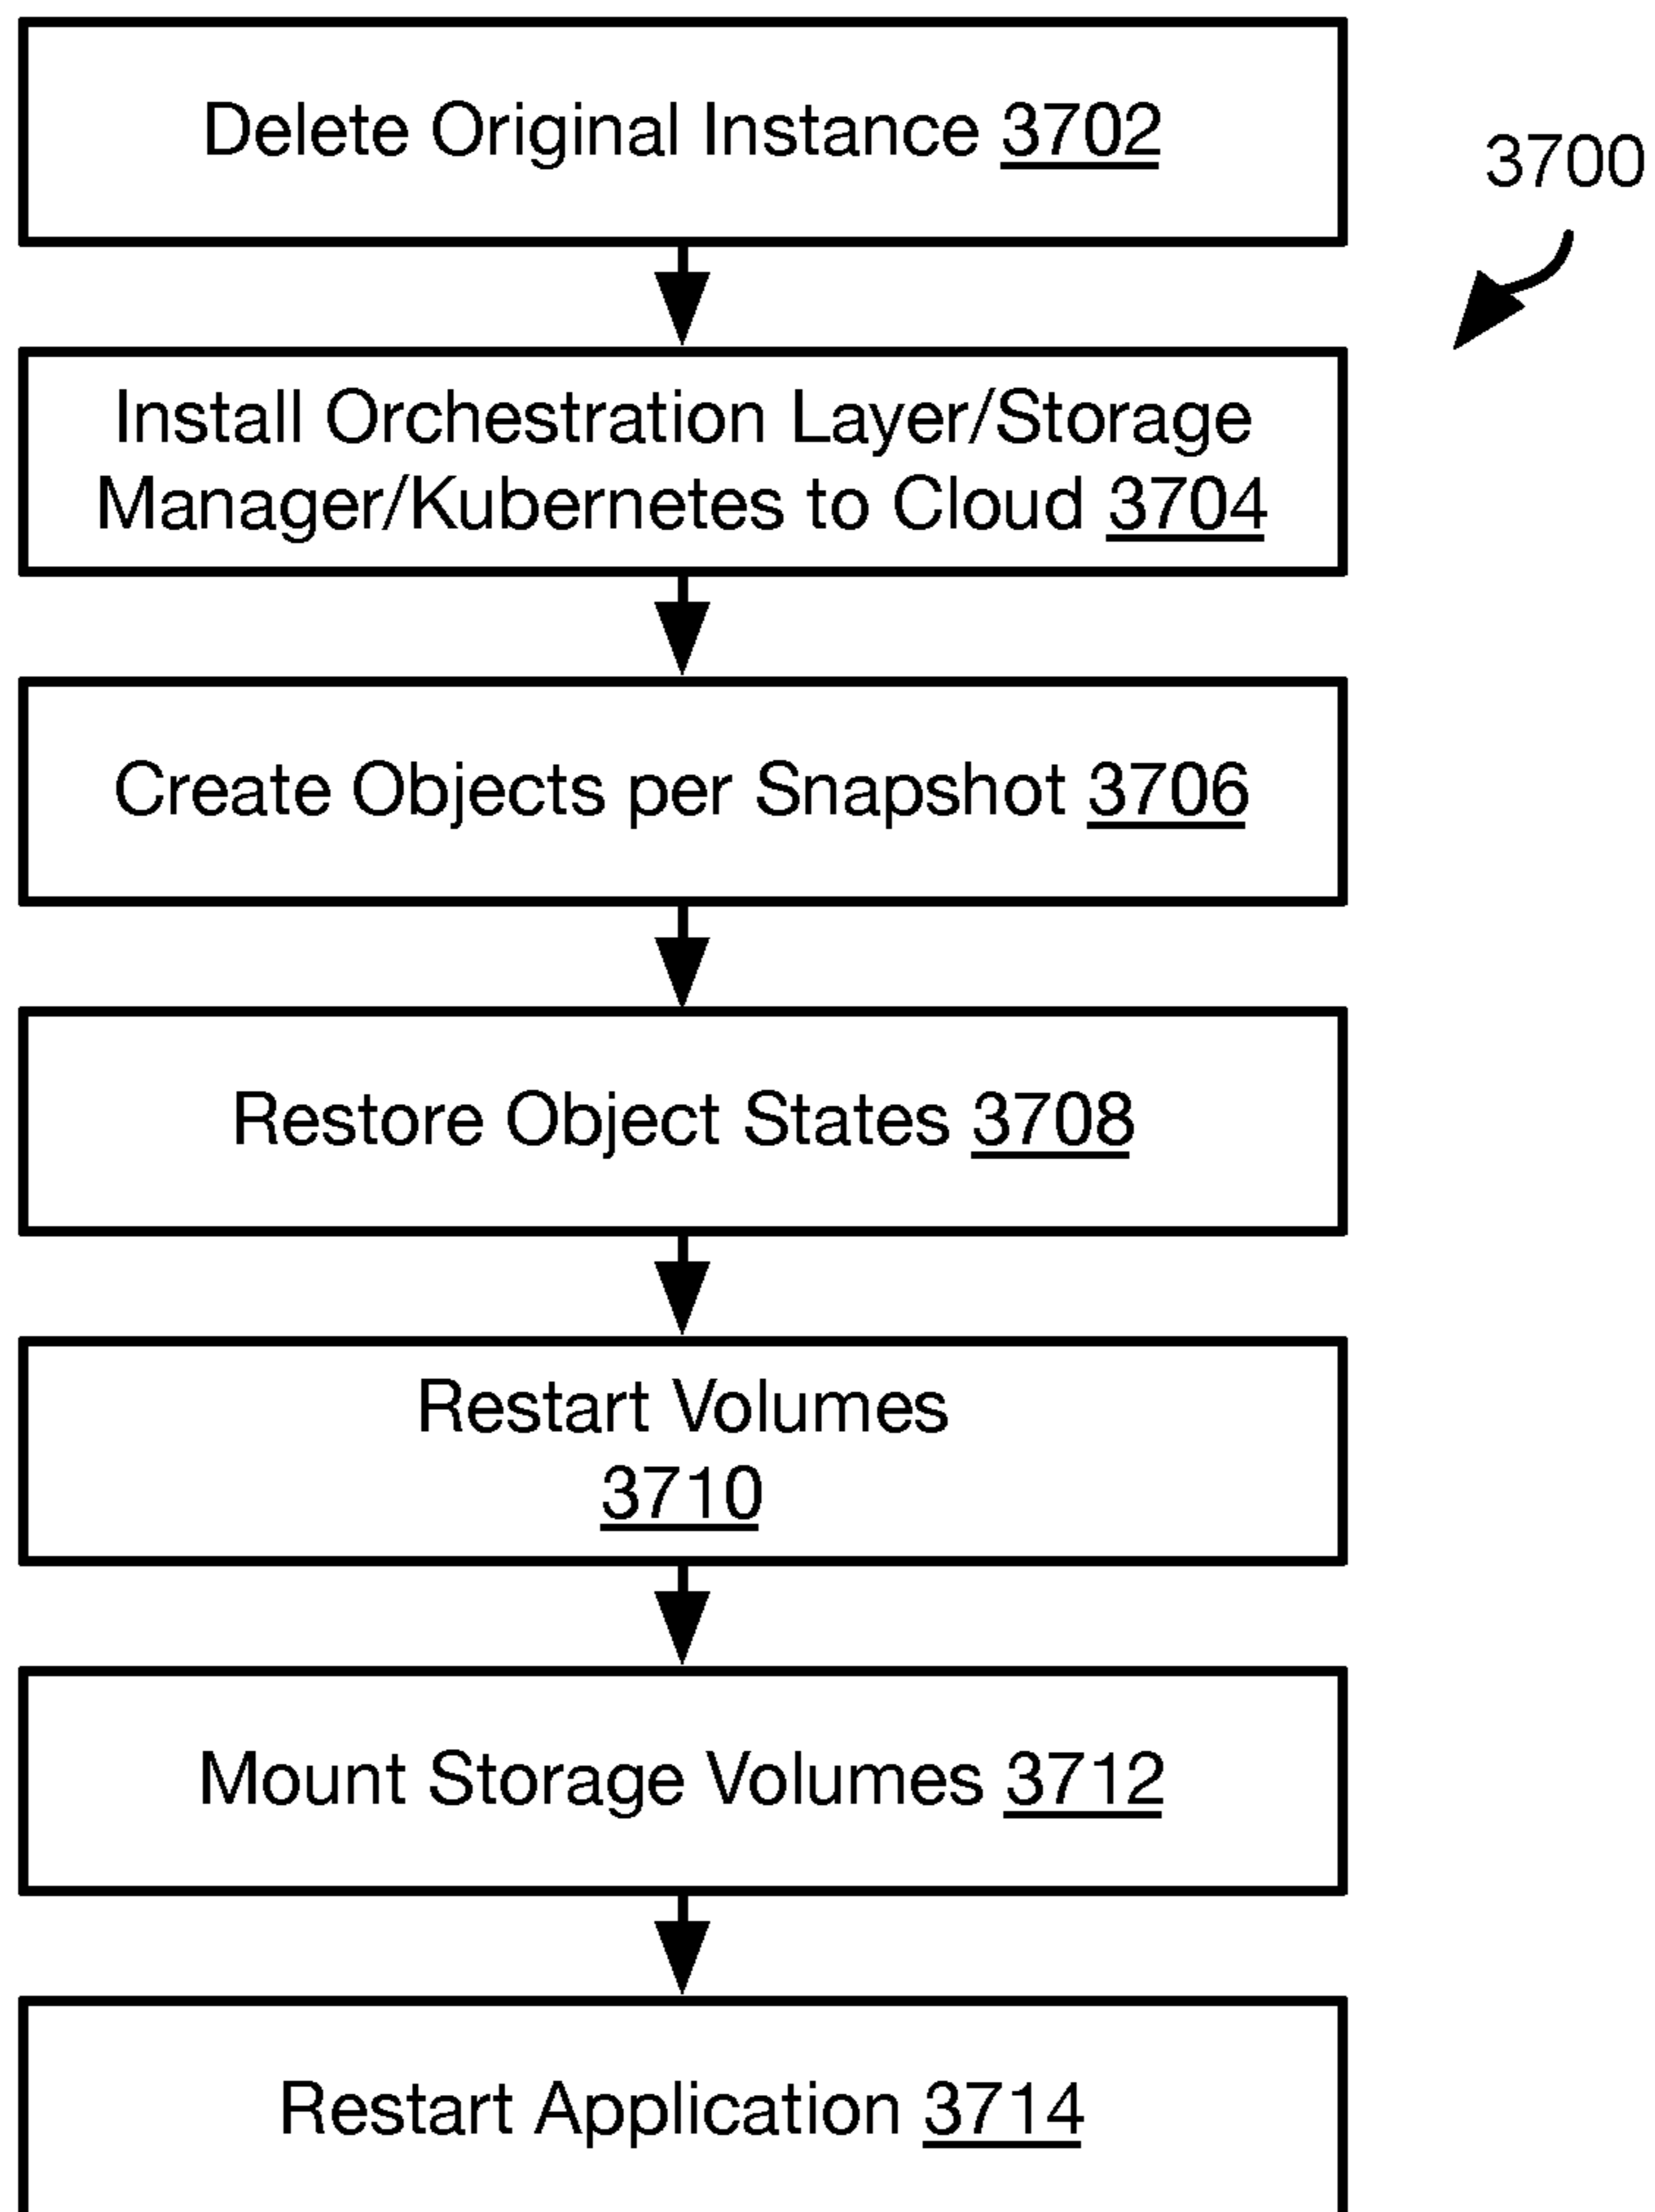 Delete Original Instance 3702
3700
Install Orchestration Layer/Storage
Manager/Kubernetes to Cloud 3704
Create Objects per Snapshot 3706
Restore Object States 3708
Restart Volumes
3710
Mount Storage Volumes 3712
Restart Application 3714